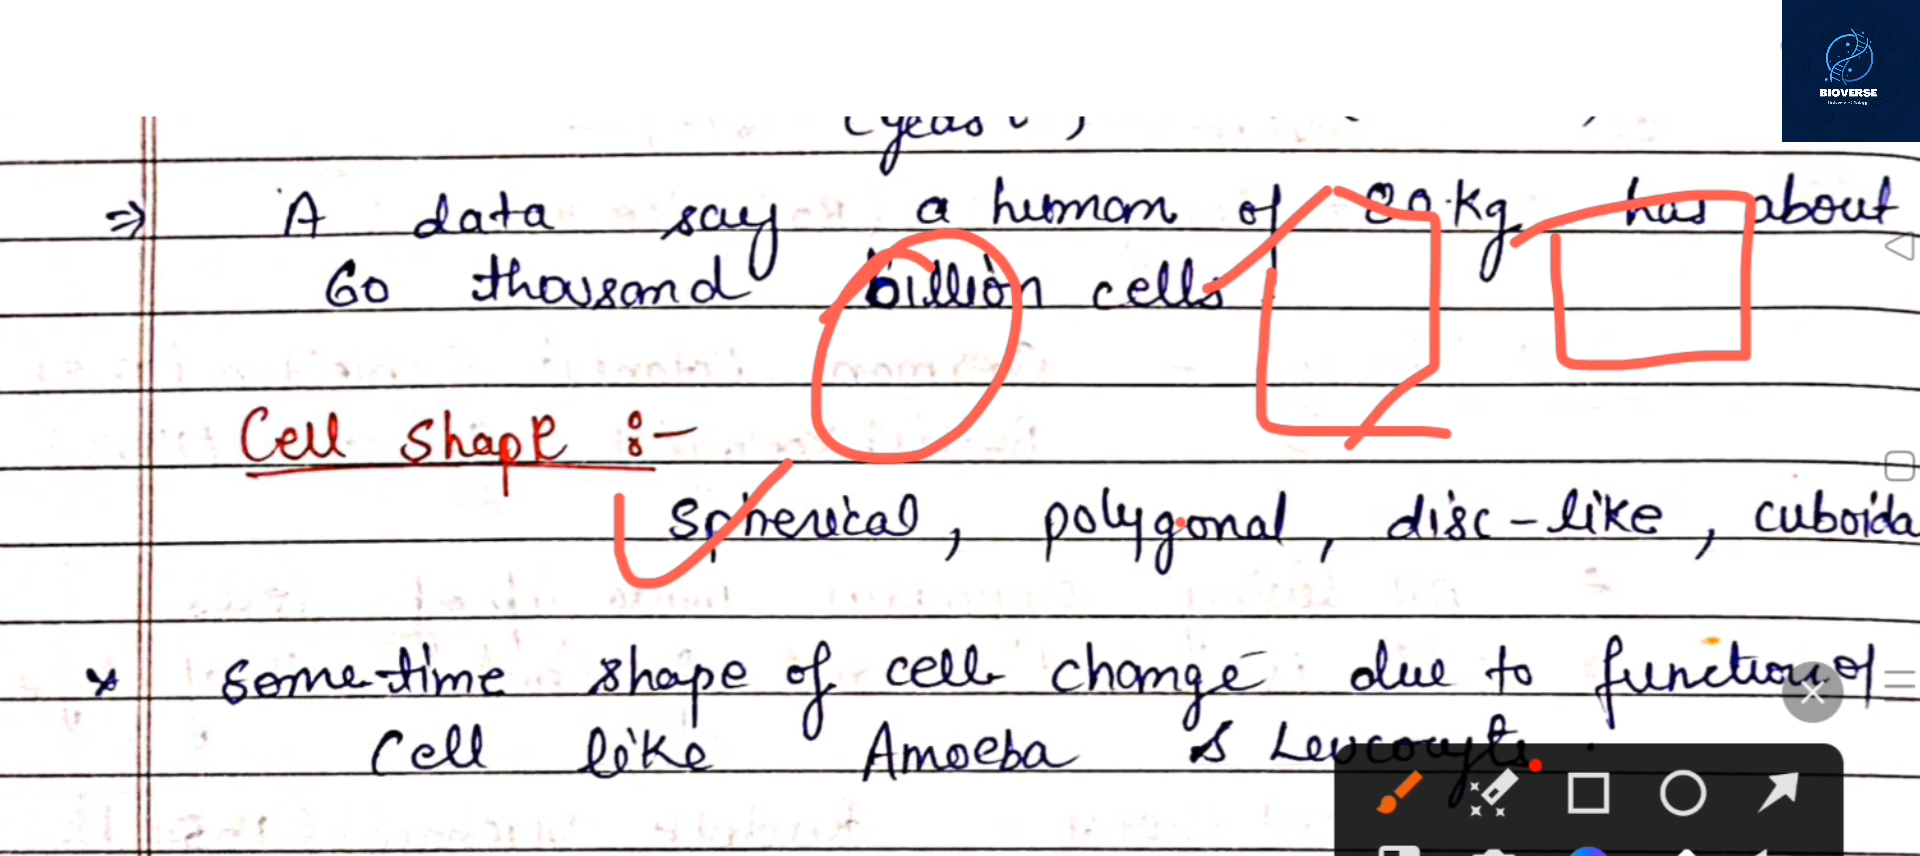 BIOVERSE
(yeast)
⇒ A data say a human of 80 kg has about
60 thousand billion cells
Cell shape :-
Spherical, polygonal, disc-like, cuboida
* some-time shape of cell change due to function of
Cell like Amoeba &